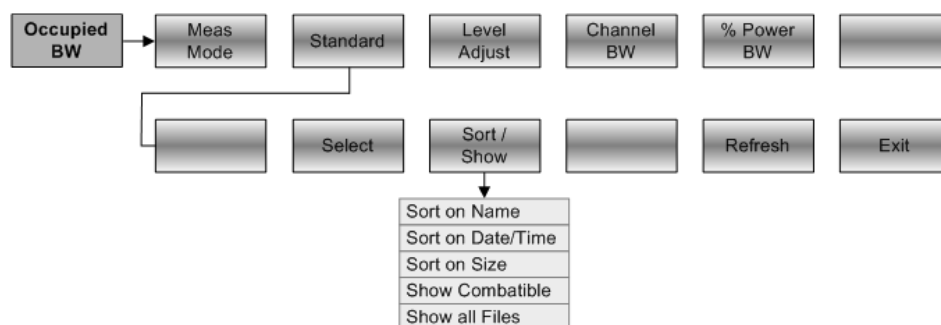 Occupied
BW
Meas
Mode
Standard
Level
Adjust
Channel
BW
% Power
BW
Select
Sort /
Show
Refresh
Exit
Sort on Name
Sort on Date/Time
Sort on Size
Show Combatible
Show all Files